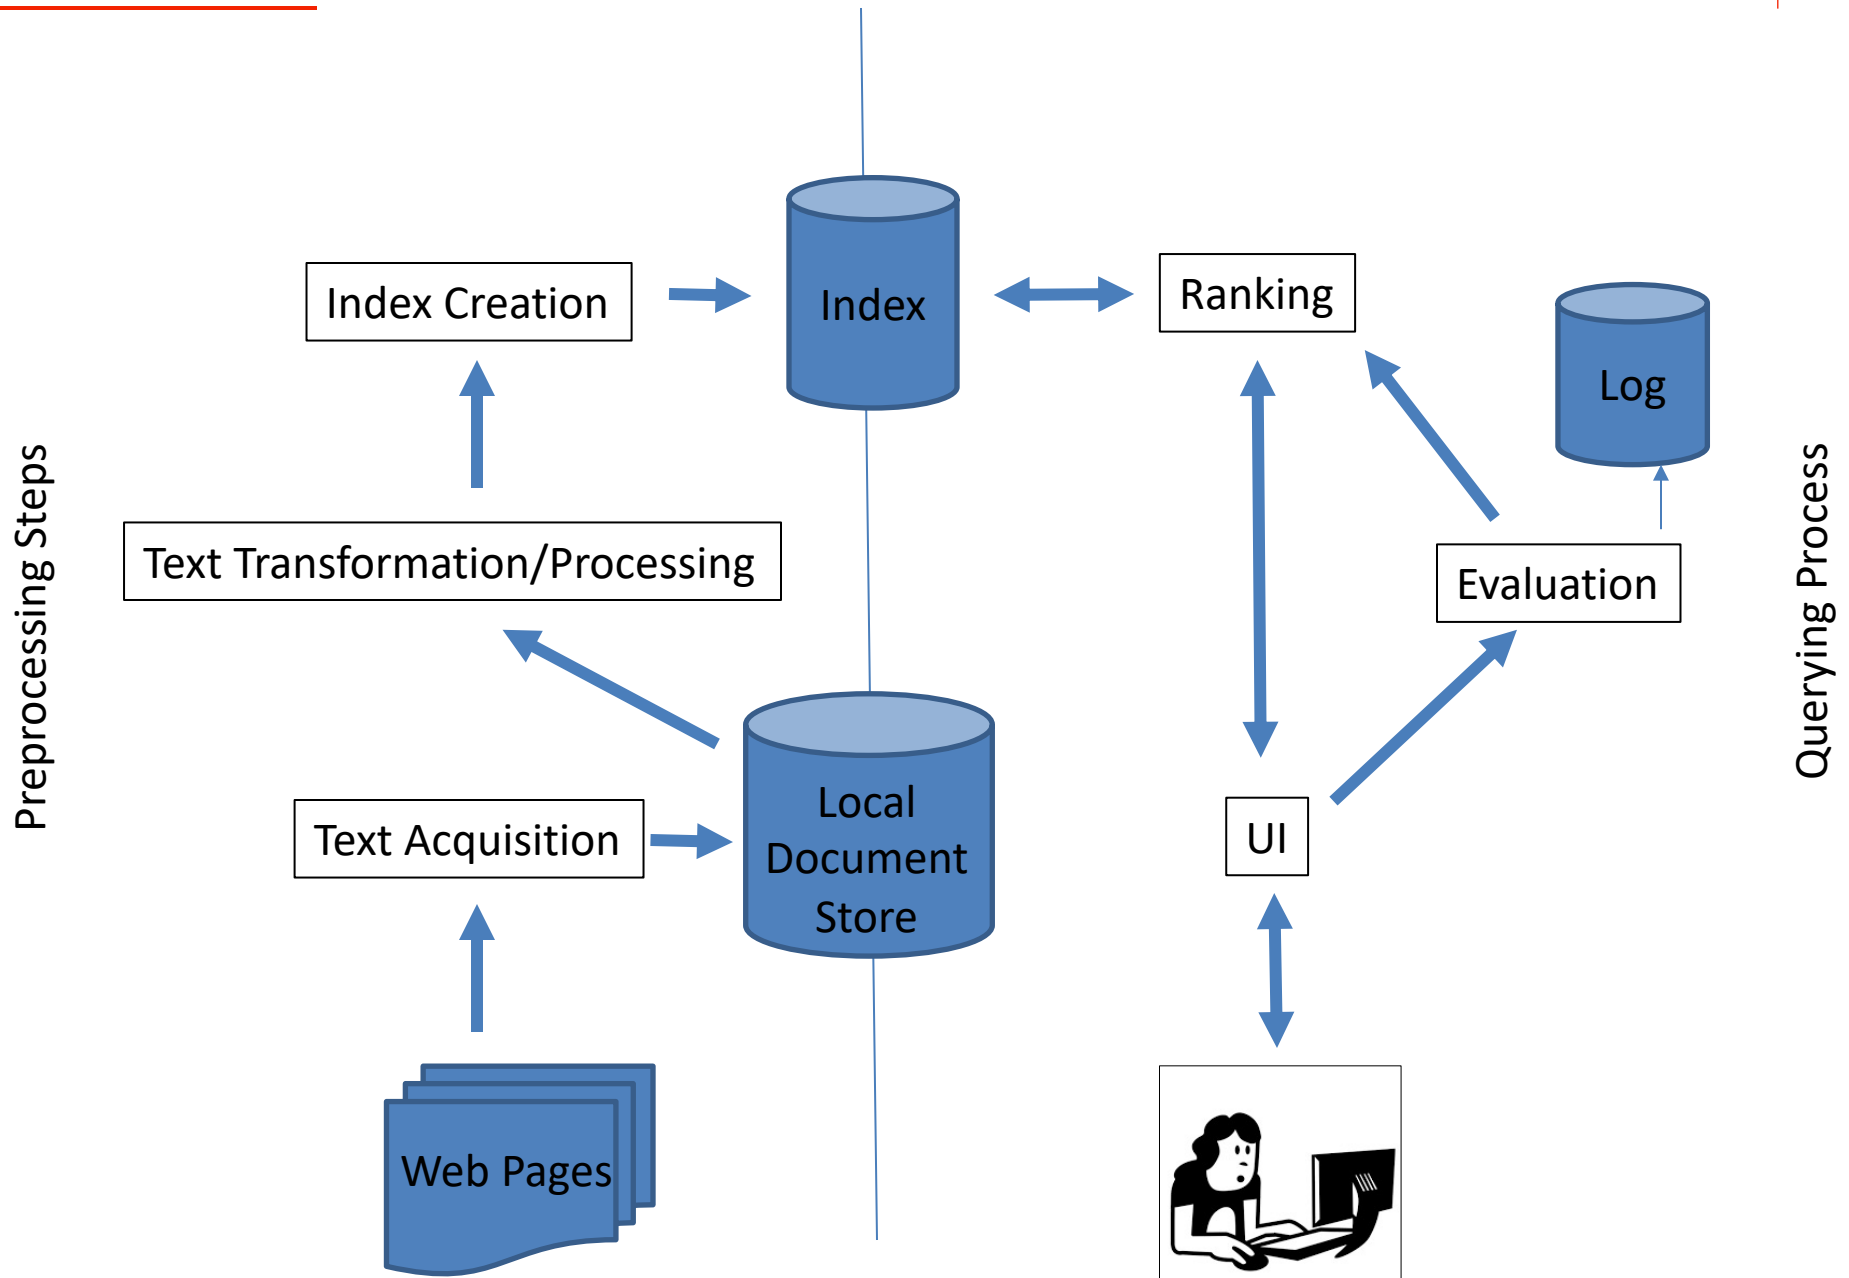 Index Creation
Index
Ranking
Log
Preprocessing Steps
Text Transformation/Processing
Evaluation
Querying Process
Text Acquisition
Local
Document
Store
UI
Web Pages